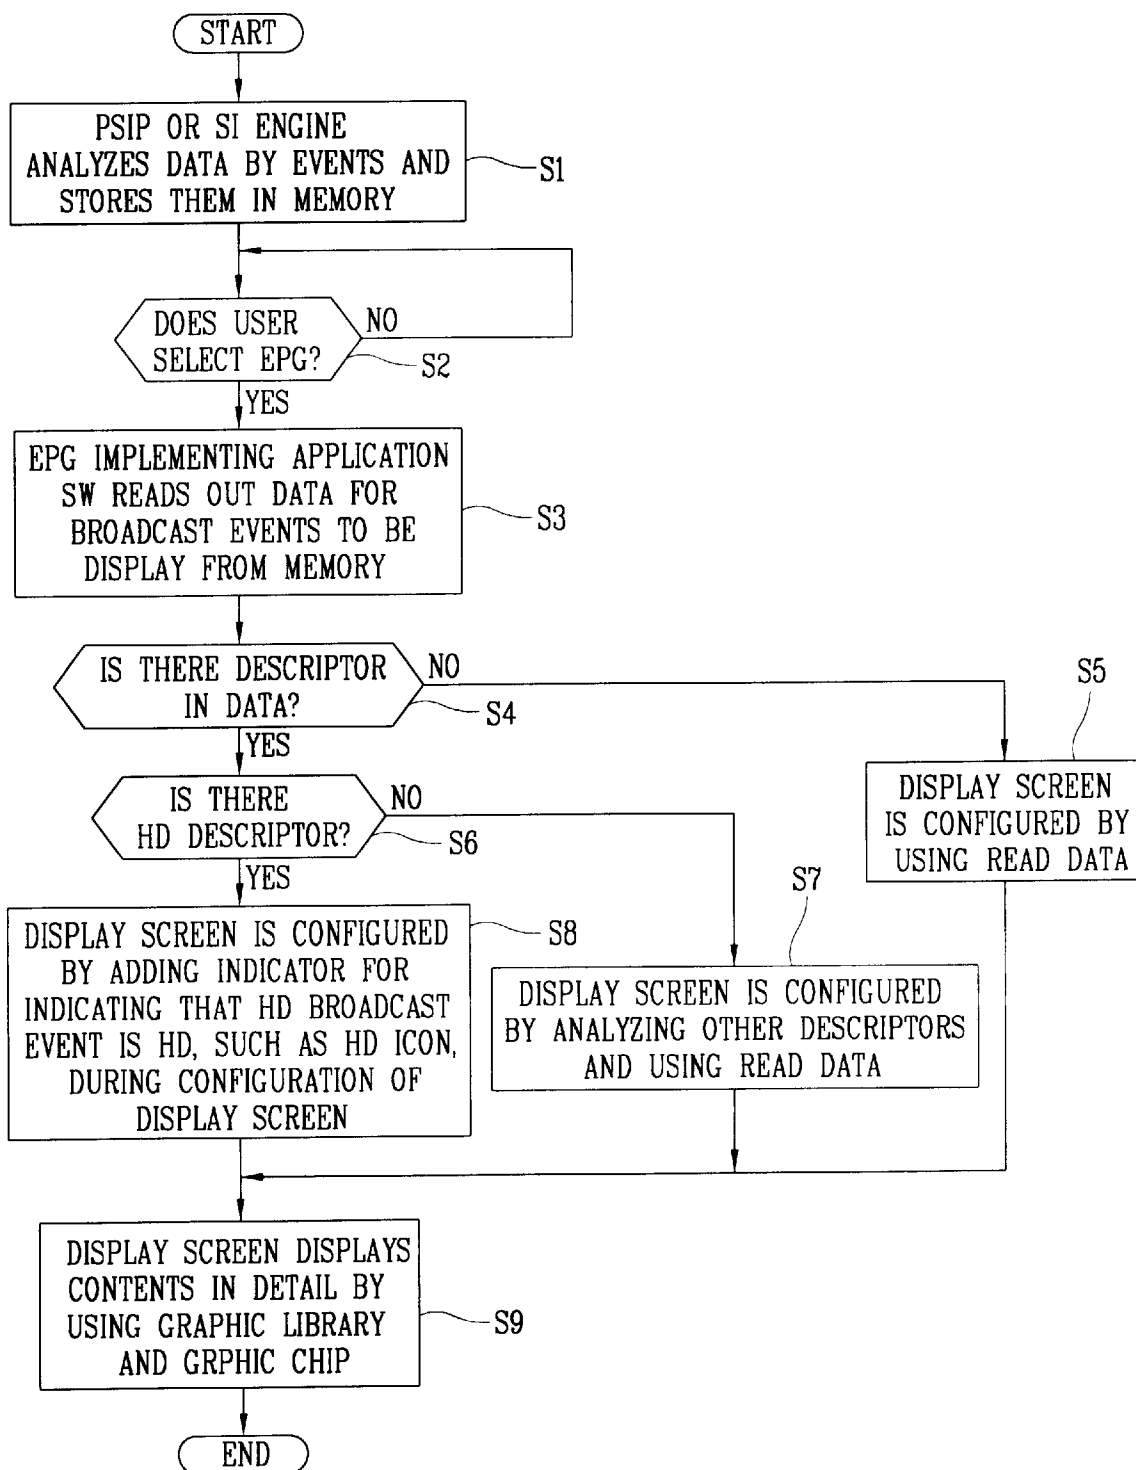 START
PSIP OR SI ENGINE
ANALYZES DATA BY EVENTS AND
STORES THEM IN MEMORY
S1
DOES USER
SELECT EPG?
NO
S2
YES
EPG IMPLEMENTING APPLICATION
SW READS OUT DATA FOR
BROADCAST EVENTS TO BE
DISPLAY FROM MEMORY
S3
IS THERE DESCRIPTOR
IN DATA?
NO
S4
YES
S5
DISPLAY SCREEN
IS CONFIGURED BY
USING READ DATA
IS THERE
HD DESCRIPTOR?
NO
S6
YES
S7
DISPLAY SCREEN IS CONFIGURED
BY ANALYZING OTHER DESCRIPTORS
AND USING READ DATA
DISPLAY SCREEN IS CONFIGURED
BY ADDING INDICATOR FOR
INDICATING THAT HD BROADCAST
EVENT IS HD, SUCH AS HD ICON,
DURING CONFIGURATION OF
DISPLAY SCREEN
S8
DISPLAY SCREEN DISPLAYS
CONTENTS IN DETAIL BY
USING GRAPHIC LIBRARY
AND GRPHIC CHIP
S9
END